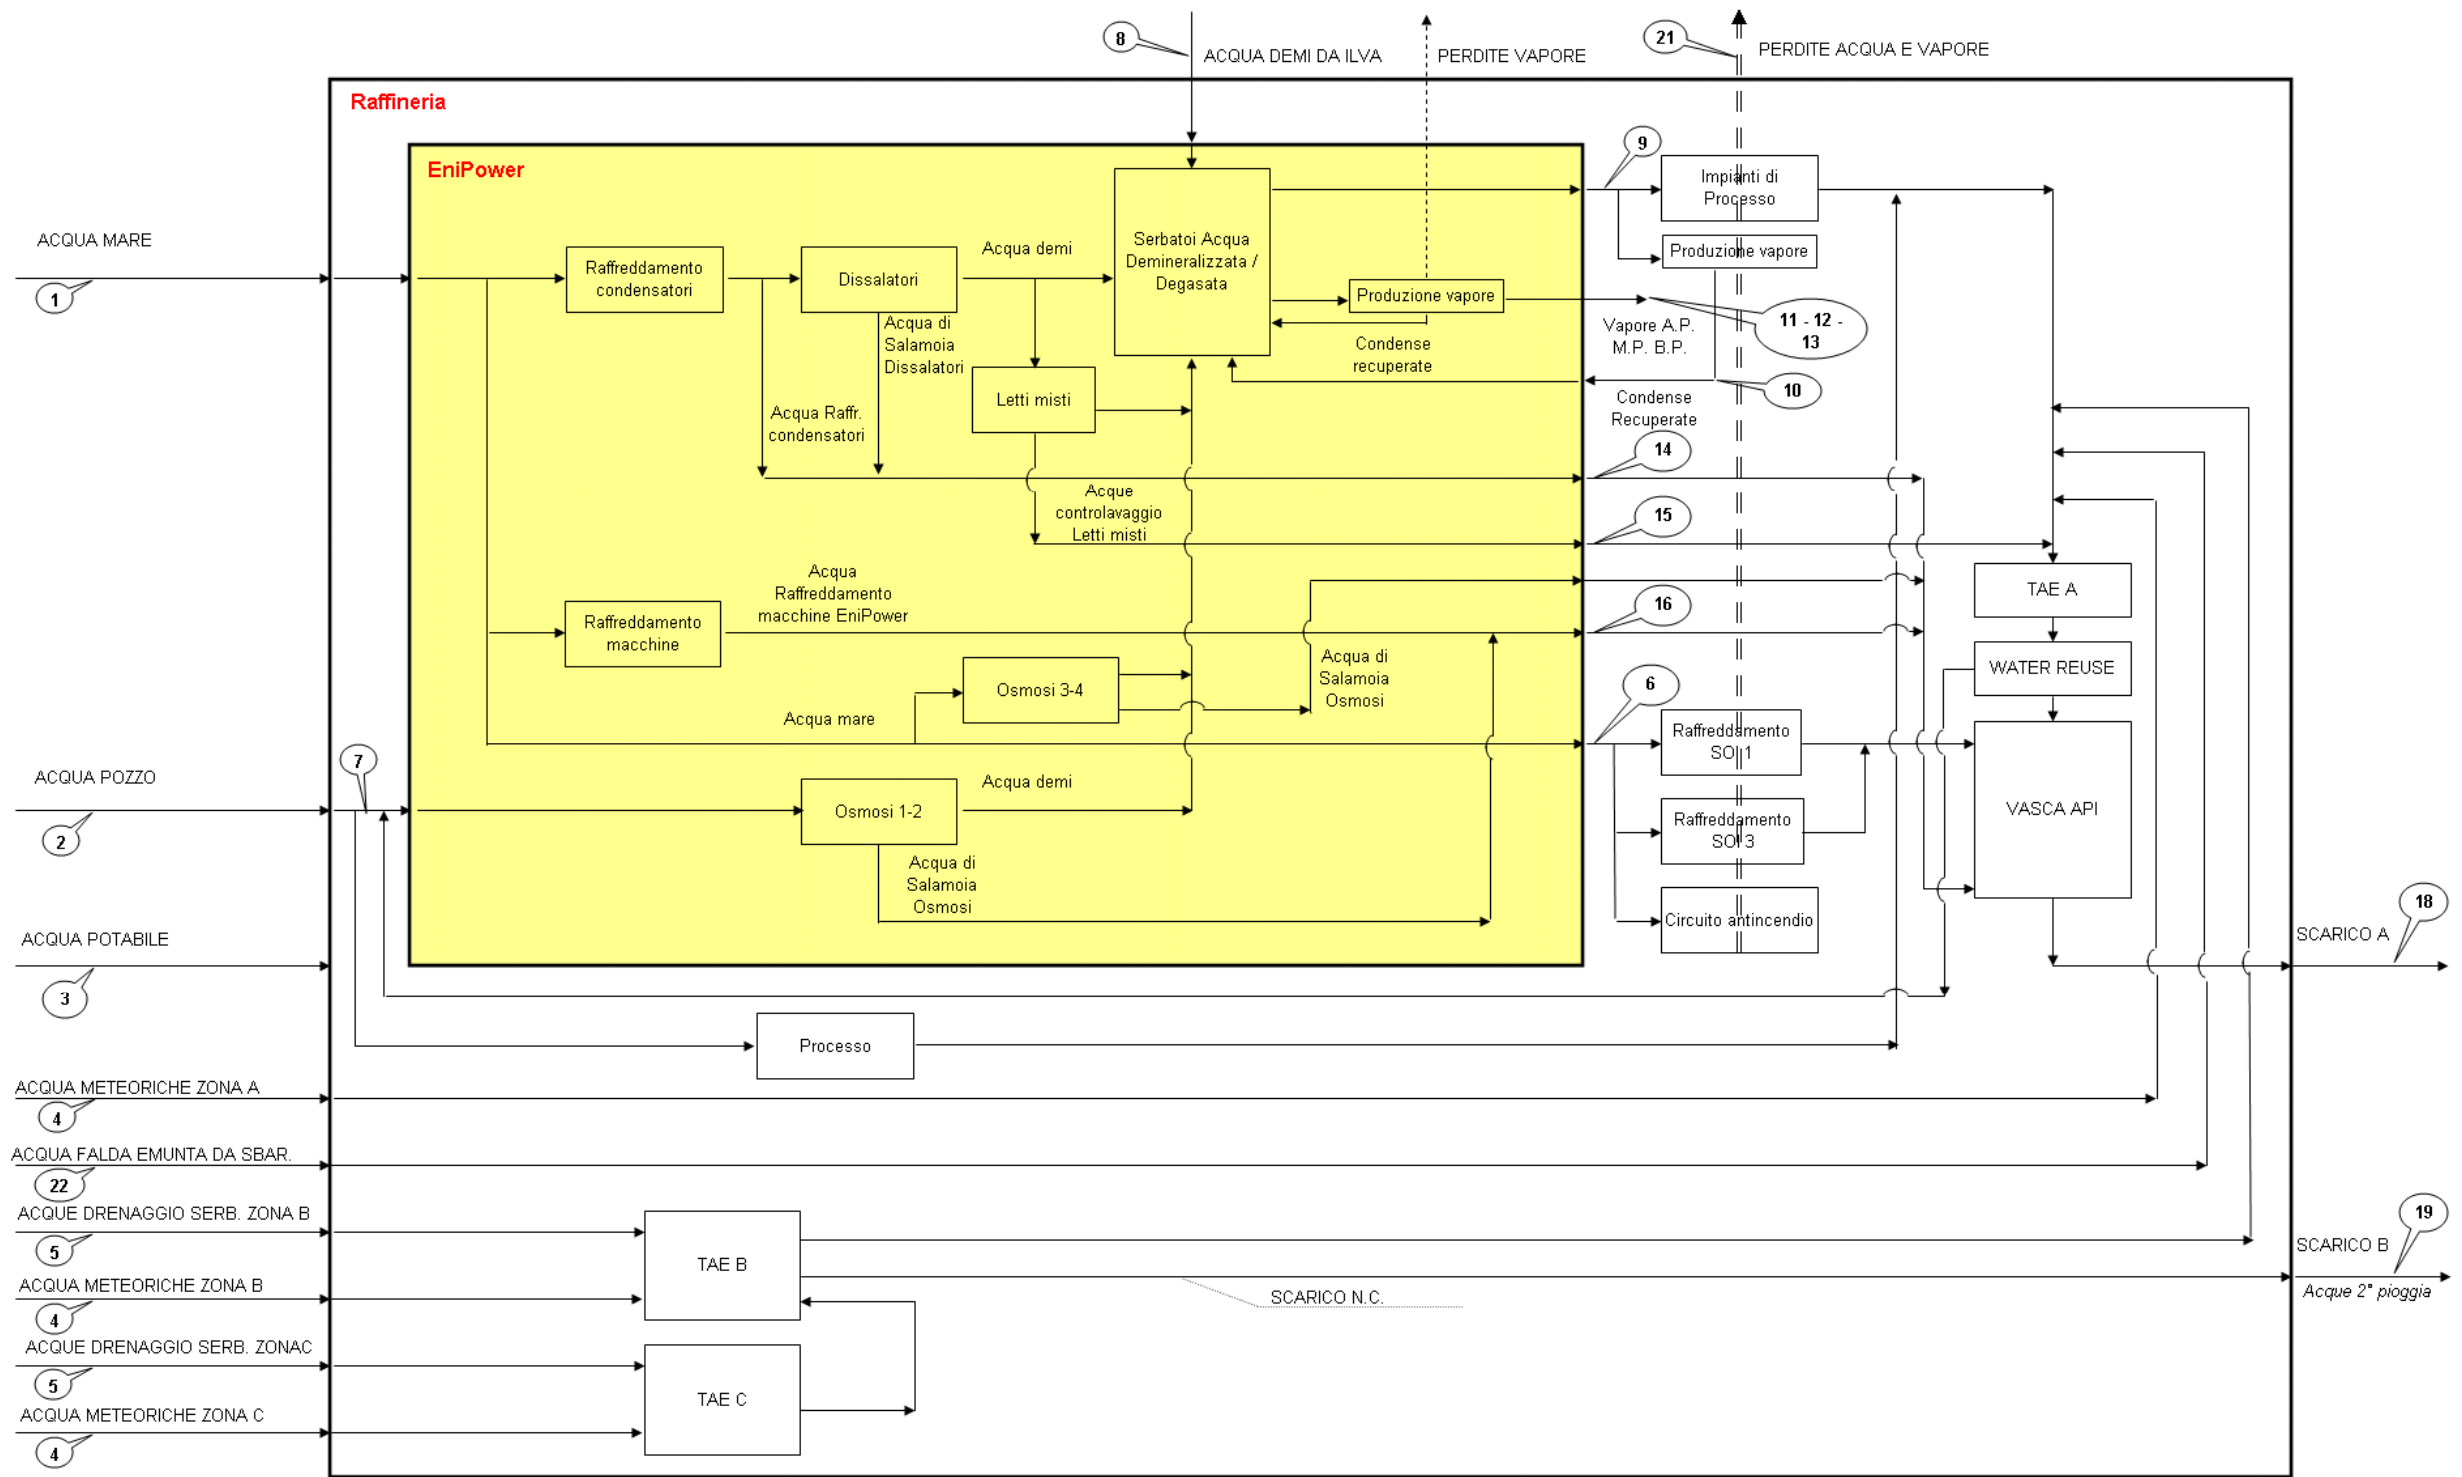 8
ACQUA DEMI DA ILVA
PERDITE VAPORE
21
PERDITE ACQUA E VAPORE
Raffineria
EniPower
9
Impianti di
Processo
ACQUA MARE
1
Raffreddamento
condensatori
Dissalatori
Acqua demi
Serbatoi Acqua
Demineralizzata /
Degasata
Produzione vapore
Produzione vapore
Acqua di
Salamoia
Dissalatori
Condense
recuperate
Vapore A.P.
M.P. B.P.
11 - 12 -
13
10
Condense
Recuperate
Letti misti
Acqua Raffr.
condensatori
14
Acque
controlavaggio
Letti misti
15
Acqua
Raffreddamento
macchine EniPower
Raffreddamento
macchine
16
TAE A
WATER REUSE
Osmosi 3-4
Acqua di
Salamoia
Osmosi
6
Acqua mare
Raffreddamento
SOI 1
ACQUA POZZO
7
2
Osmosi 1-2
Acqua demi
Raffreddamento
SOI 3
VASCA API
Acqua di
Salamoia
Osmosi
Circuito antincendio
18
SCARICO A
ACQUA POTABILE
3
Processo
ACQUA METEORICHE ZONA A
4
ACQUA FALDA EMUNTA DA SBAR.
22
ACQUE DRENAGGIO SERB. ZONA B
5
TAE B
19
SCARICO B
Acque 2° pioggia
ACQUA METEORICHE ZONA B
4
SCARICO N.C.
ACQUE DRENAGGIO SERB. ZONAC
5
TAE C
ACQUA METEORICHE ZONA C
4